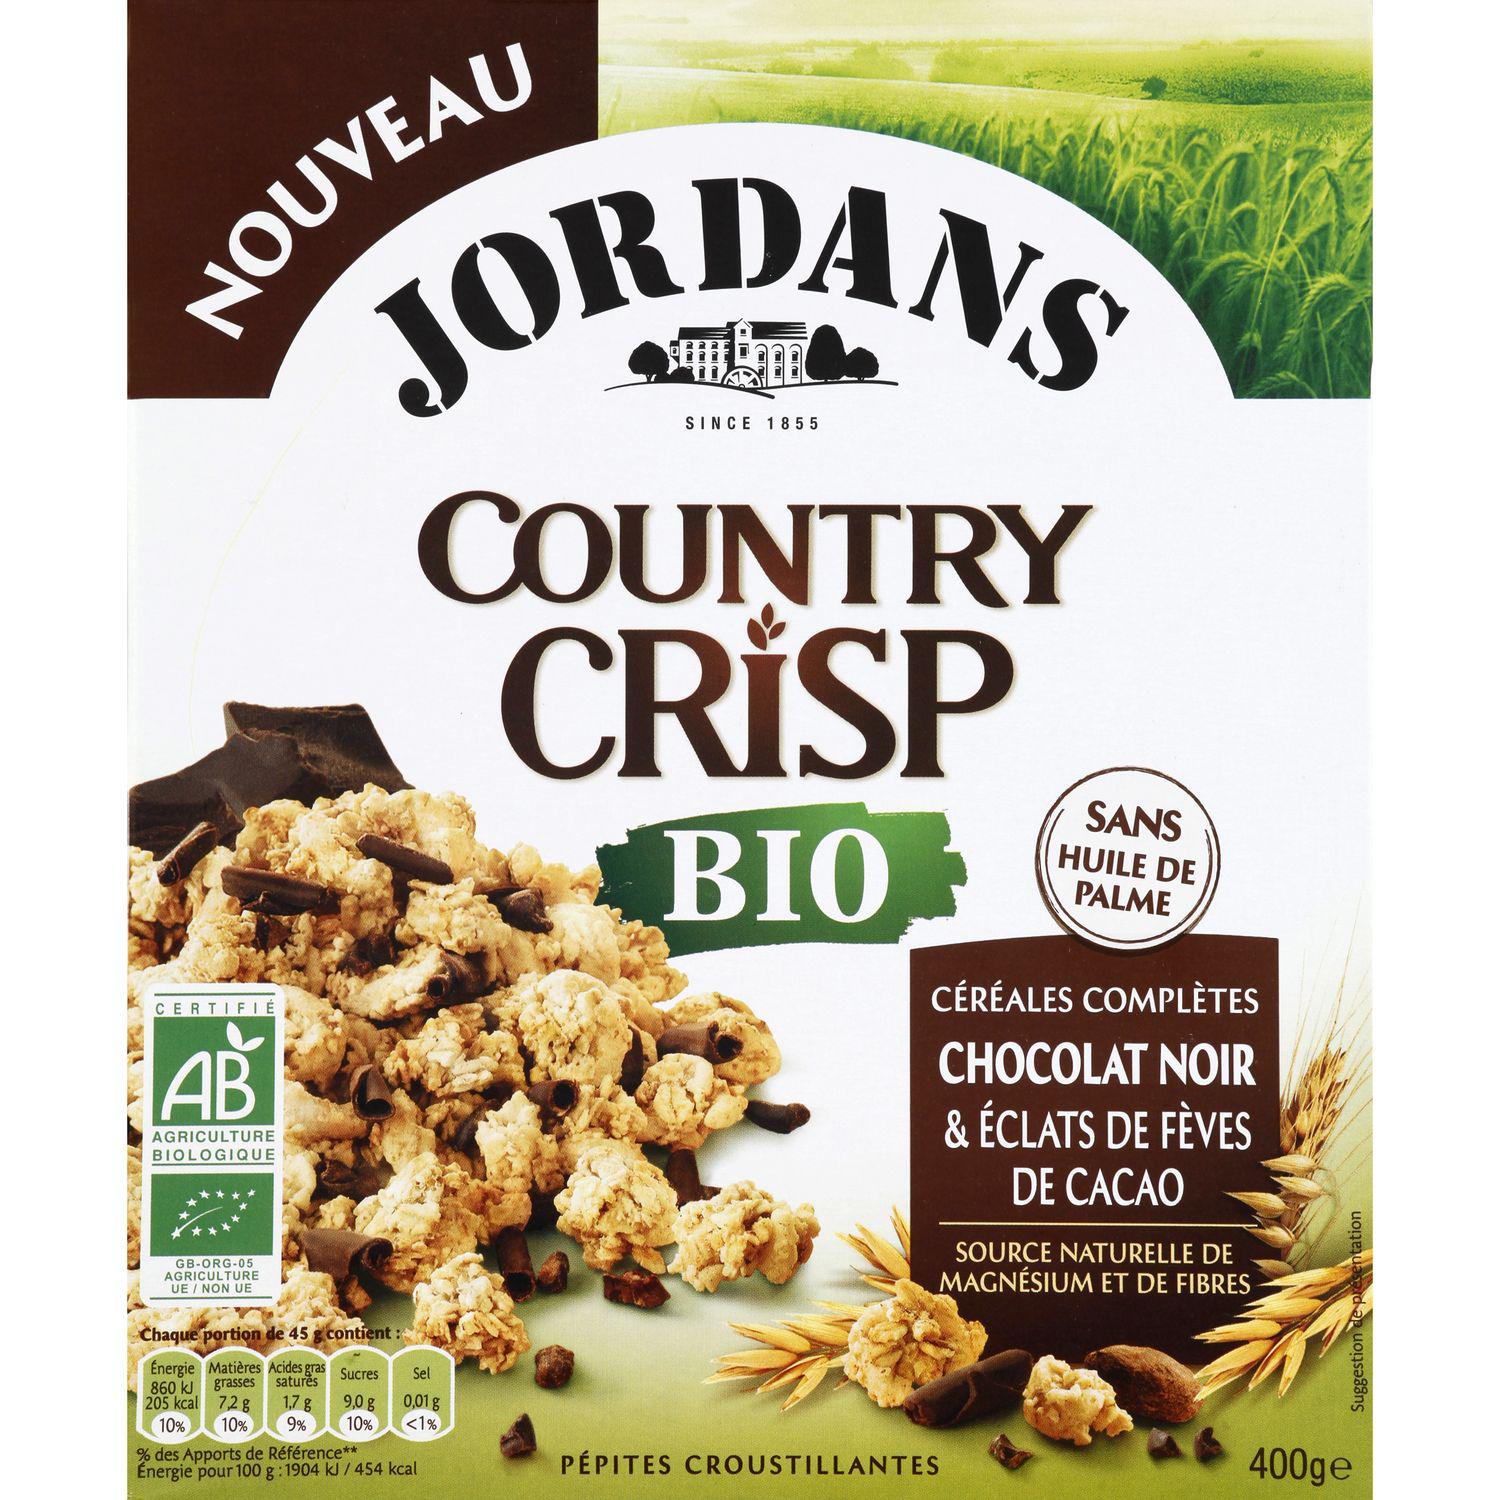 NOUVEAU
JORDANS
SINCE 1855
COUNTRY
CRISP
BIO
SANS
HUILE DE
PALME
CÉRÉALES COMPLÈTES
CHOCOLAT NOIR
& ÉCLATS DE FÈVES
DE CACAO
SOURCE NATURELLE DE
MAGNÉSIUM ET DE FIBRES
CERTIFIÉ
AB
AGRICULTURE
BIOLOGIQUE
GB-ORG-05
AGRICULTURE
UE / NON UE
Suggestion de présentation
Chaque portion de 45 g contient :
Énergie 860 kJ 205 kcal 10%
Matières grasses 7,2 g 10%
Acides gras saturés 1,7 g 9%
Sucres 9,0 g 10%
Sel 0,01 g <1%
% des Apports de Référence**
Énergie pour 100 g : 1904 kJ / 454 kcal
PÉPITES CROUSTILLANTES
400g℮